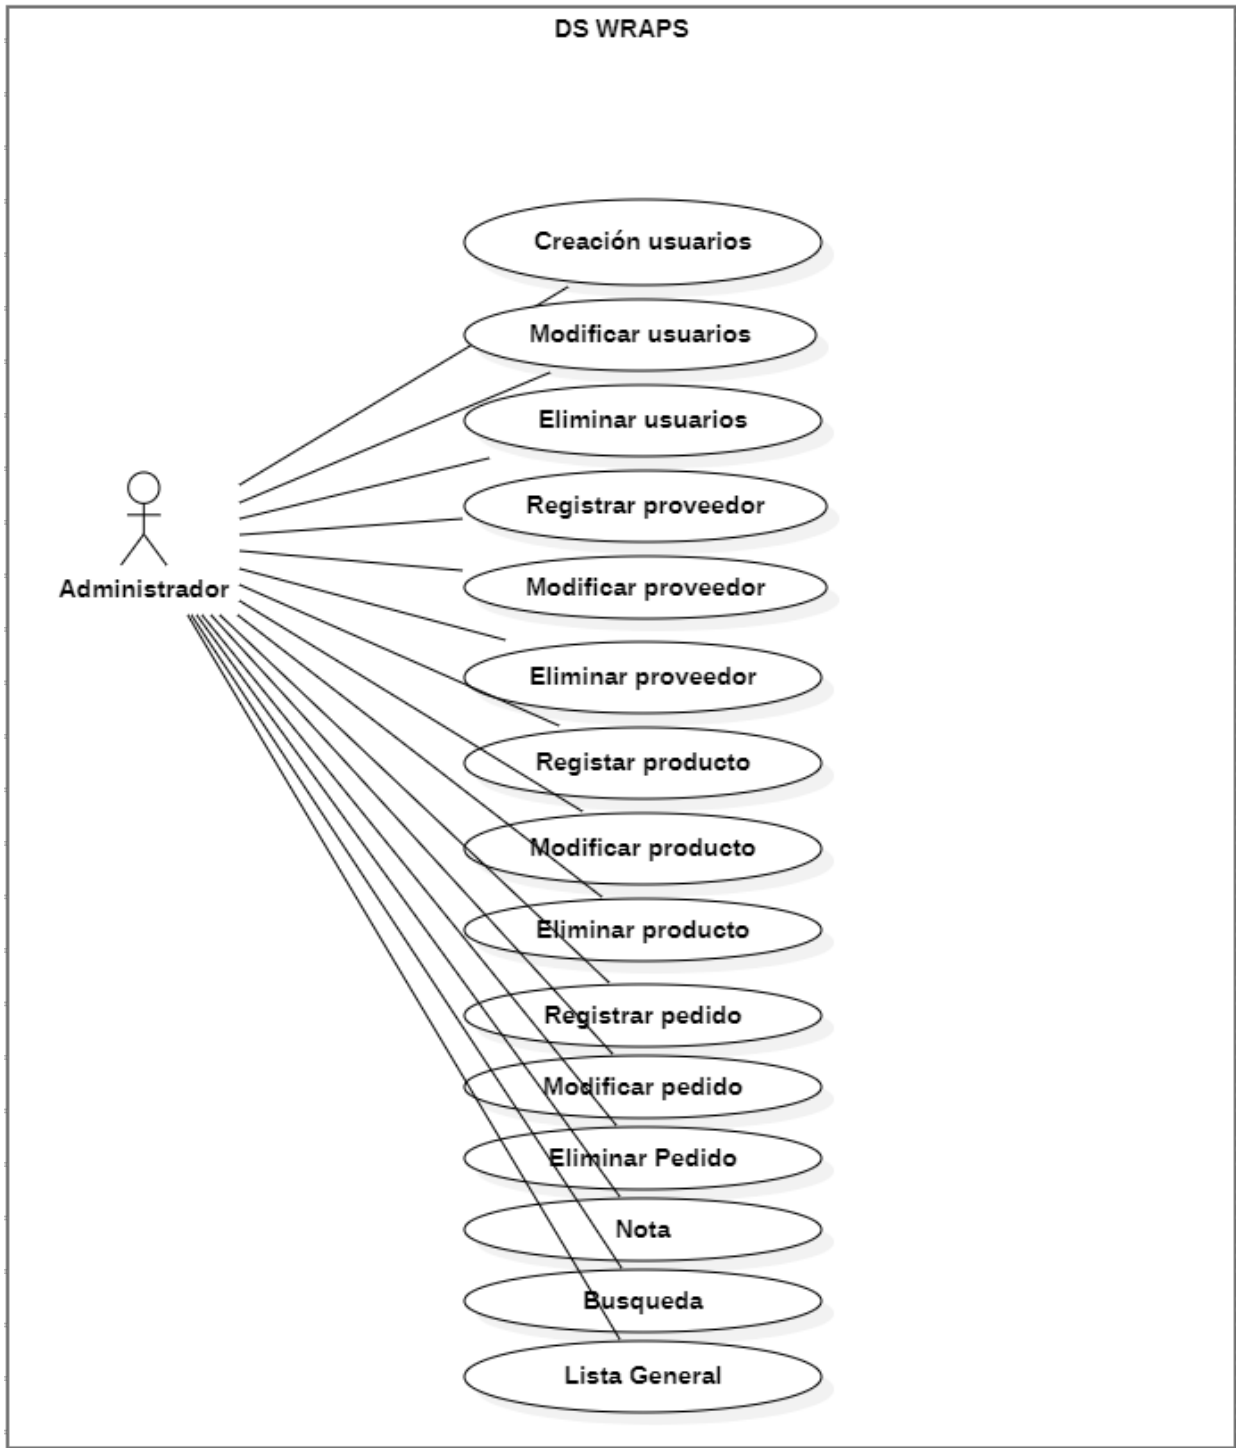 DS WRAPS
Creación usuarios
Modificar usuarios
Eliminar usuarios
Registrar proveedor
Modificar proveedor
Administrador
Eliminar proveedor
Registar producto
Modificar producto
Eliminar producto
Registrar pedido
Modificar pedido
Eliminar Pedido
Nota
Busqueda
Lista General